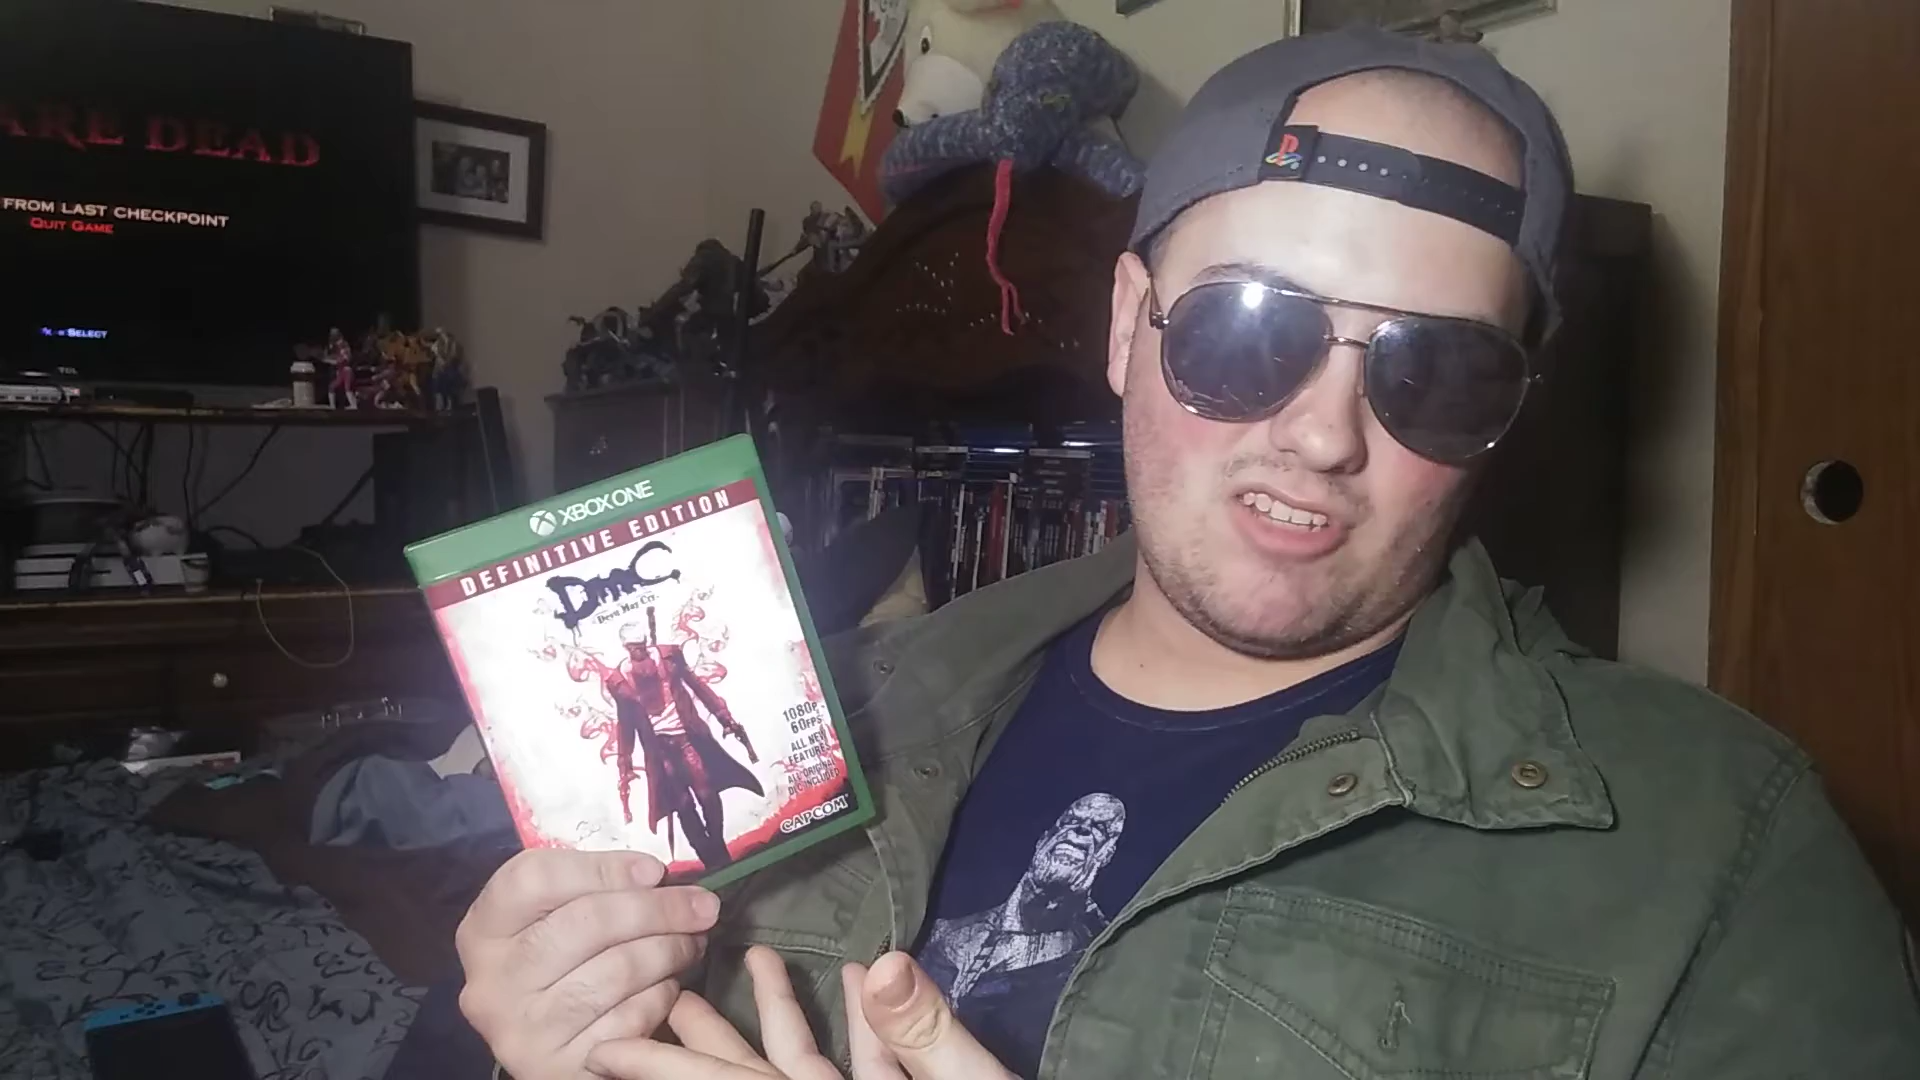 ARE DEAD
FROM LAST CHECKPOINT
QUIT GAME
= SELECT
TCL
XBOX ONE
DEFINITIVE EDITION
DmC
Devil May Cry
1080p
60FPS
ALL NEW
FEATURES
ALL ORIGINAL
DLC INCLUDED
CAPCOM